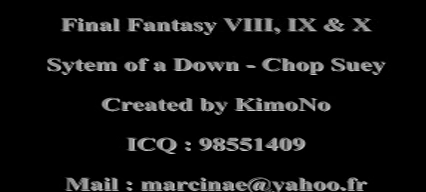 Final Fantasy VIII, IX & X
Sytem of a Down - Chop Suey
Created by KimoNo
ICQ : 98551409
Mail : marcinae@yahoo.fr